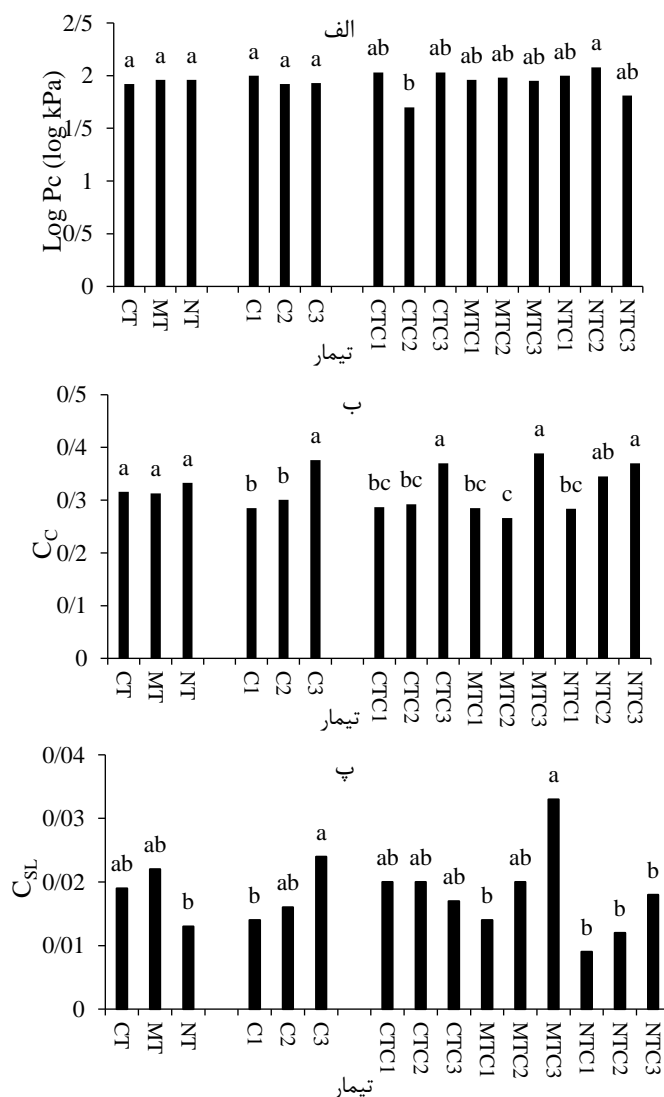 الف
Log Pc (log kPa)
2/5
2
1/5
1
0/5
0
a a a a a a ab b ab ab ab ab ab a ab
CT MT NT C1 C2 C3 CTC1 CTC2 CTC3 MTC1 MTC2 MTC3 NTC1 NTC2 NTC3
تیمار
ب
C_C
0/5
0/4
0/3
0/2
0/1
0
a a a b b a bc bc a bc c a bc ab a
CT MT NT C1 C2 C3 CTC1 CTC2 CTC3 MTC1 MTC2 MTC3 NTC1 NTC2 NTC3
تیمار
پ
C_SL
0/04
0/03
0/02
0/01
0
ab ab b b ab a ab ab ab b ab a b b b
CT MT NT C1 C2 C3 CTC1 CTC2 CTC3 MTC1 MTC2 MTC3 NTC1 NTC2 NTC3
تیمار